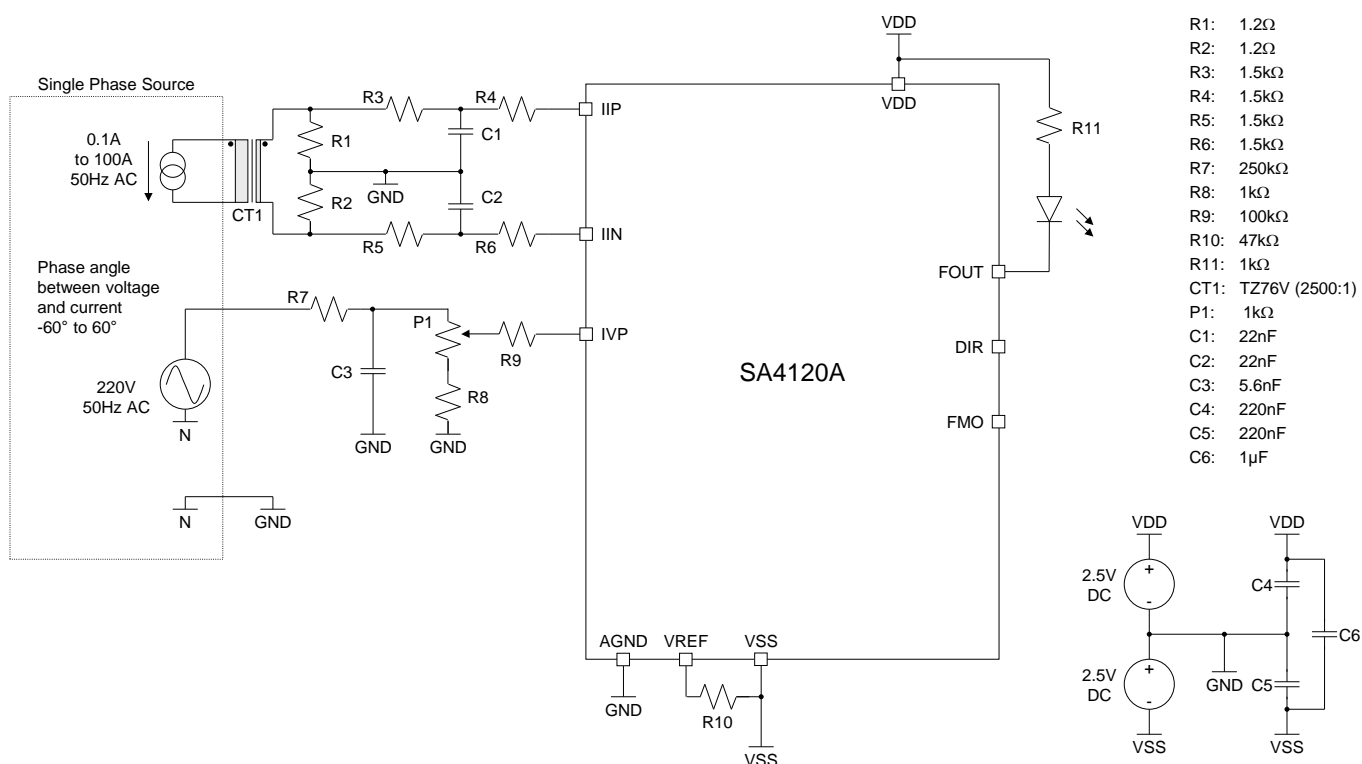 VDD
VDD
Single Phase Source
0.1A
to 100A
50Hz AC
CT1
R1
R2
R3
R4
C1
GND
C2
R5
R6
IIP
IIN
Phase angle
between voltage
and current
-60° to 60°
220V
50Hz AC
N
N
GND
R7
C3
GND
P1
R8
GND
R9
IVP
SA4120A
R11
FOUT
DIR
FMO
AGND
VREF
VSS
GND
R10
VSS
R1: 1.2Ω
R2: 1.2Ω
R3: 1.5kΩ
R4: 1.5kΩ
R5: 1.5kΩ
R6: 1.5kΩ
R7: 250kΩ
R8: 1kΩ
R9: 100kΩ
R10: 47kΩ
R11: 1kΩ
CT1: TZ76V (2500:1)
P1: 1kΩ
C1: 22nF
C2: 22nF
C3: 5.6nF
C4: 220nF
C5: 220nF
C6: 1µF
VDD
VDD
2.5V
DC
+
-
C4
C6
2.5V
DC
+
-
GND
C5
VSS
VSS